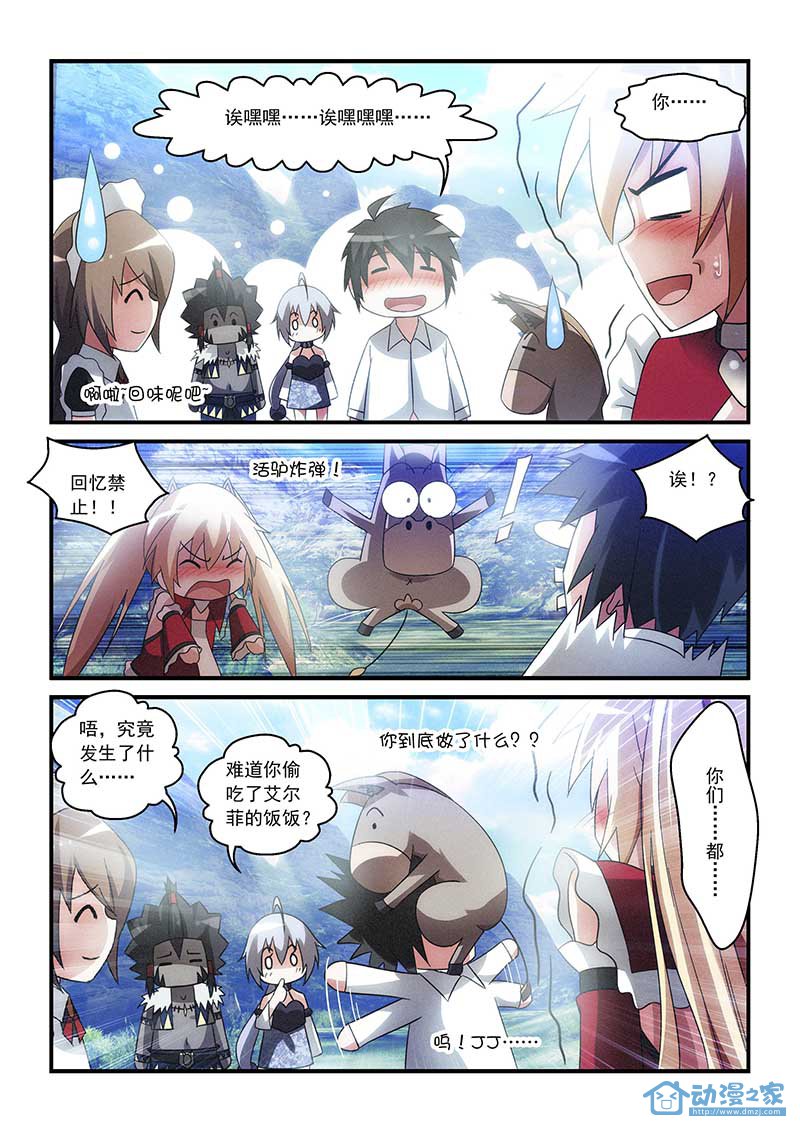 诶嘿嘿……诶嘿嘿嘿……
你……
啊啦~回味呢吧~
回忆禁
止！！
活驴炸弹！
诶！？
唔，究竟
发生了什
么……
难道你偷
吃了艾尔
菲的饭饭？
你到底做了什么？？
你们……都……
呜！JJ……
动漫之家
http://www.dmzj.com